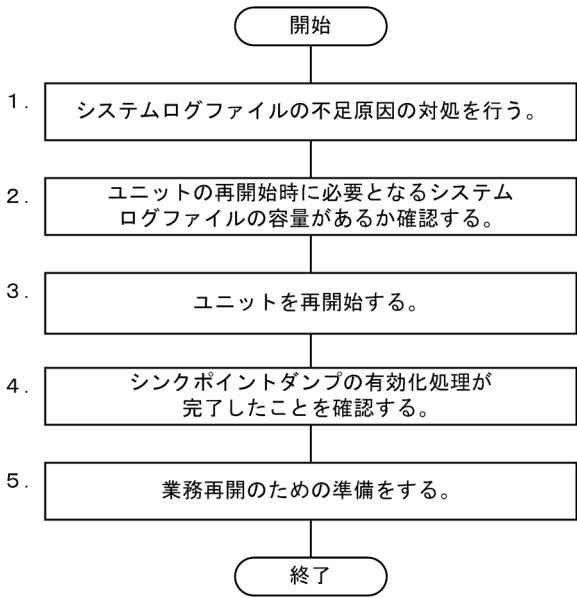 開始
1．
システムログファイルの不足原因の対処を行う。
2．
ユニットの再開始時に必要となるシステム
ログファイルの容量があるか確認する。
3．
ユニットを再開始する。
4．
シンクポイントダンプの有効化処理が
完了したことを確認する。
5．
業務再開のための準備をする。
終了